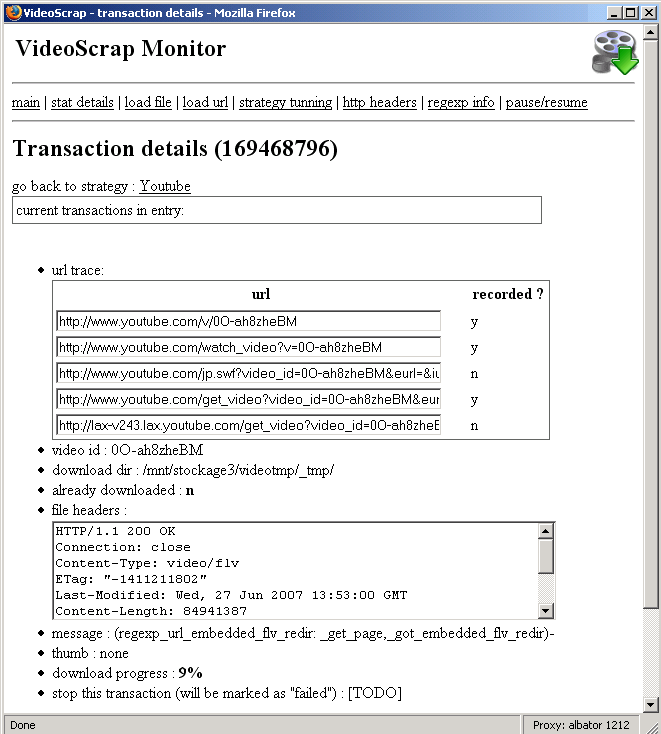 VideoScrap - transaction details - Mozilla Firefox
VideoScrap Monitor
main | stat details | load file | load url | strategy tunning | http headers | regexp info | pause/resume
Transaction details (169468796)
go back to strategy : Youtube
current transactions in entry:
url trace:
url recorded ?
http://www.youtube.com/v/0O-ah8zheBM y
http://www.youtube.com/watch_video?v=0O-ah8zheBM y
http://www.youtube.com/jp.swf?video_id=0O-ah8zheBM&eurl=&iu n
http://www.youtube.com/get_video?video_id=0O-ah8zheBM&eur y
http://lax-v243.lax.youtube.com/get_video?video_id=0O-ah8zheB n
video id : 0O-ah8zheBM
download dir : /mnt/stockage3/videotmp/_tmp/
already downloaded : n
file headers :
HTTP/1.1 200 OK
Connection: close
Content-Type: video/flv
ETag: "-1411211802"
Last-Modified: Wed, 27 Jun 2007 13:53:00 GMT
Content-Length: 84941387
message : (regexp_url_embedded_flv_redir: _get_page,_got_embedded_flv_redir)-
thumb : none
download progress : 9%
stop this transaction (will be marked as "failed") : [TODO]
Done
Proxy: albator 1212